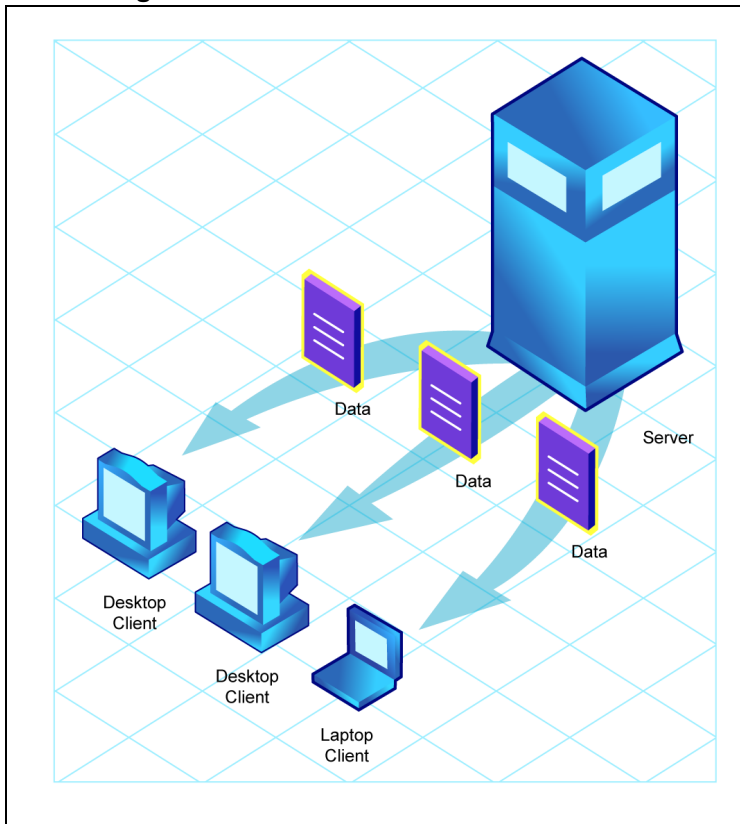 Data
Data
Data
Server
Desktop
Client
Desktop
Client
Laptop
Client